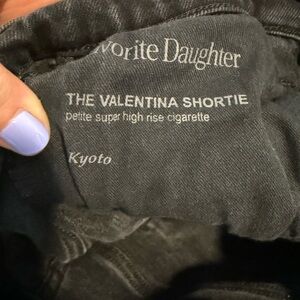 vorite Daughter
THE VALENTINA SHORTIE
petite super high rise cigarette
Kyoto